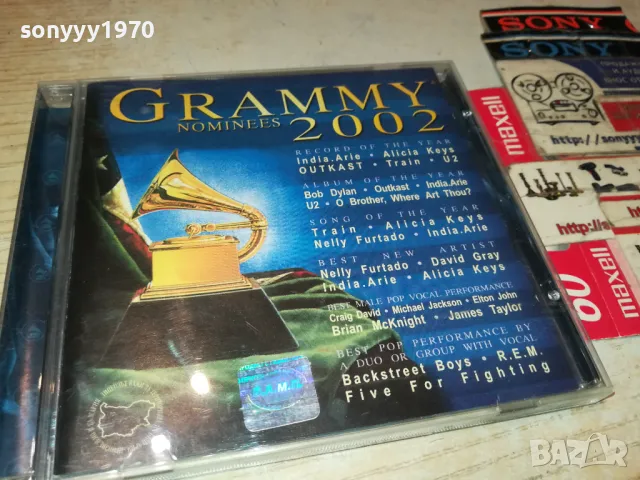 sonyyy1970
GRAMMY
NOMINEES 2002
RECORD OF THE YEAR
India.Arie • Alicia Keys
OUTKAST • Train • U2
ALBUM OF THE YEAR
Bob Dylan • Outkast • India.Arie
U2 • O Brother, Where Art Thou?
SONG OF THE YEAR
Train • Alicia Keys
Nelly Furtado • India.Arie
BEST NEW ARTIST
Nelly Furtado • David Gray
India.Arie • Alicia Keys
BEST MALE POP VOCAL PERFORMANCE
Craig David • Michael Jackson • Elton John
Brian McKnight • James Taylor
BEST POP PERFORMANCE BY
A DUO OR GROUP WITH VOCAL
Backstreet Boys • R.E.M.
Five For Fighting
SONY
SONY
maxell
http://sonyyy
http://a
maxell
60
BAZAR
bg